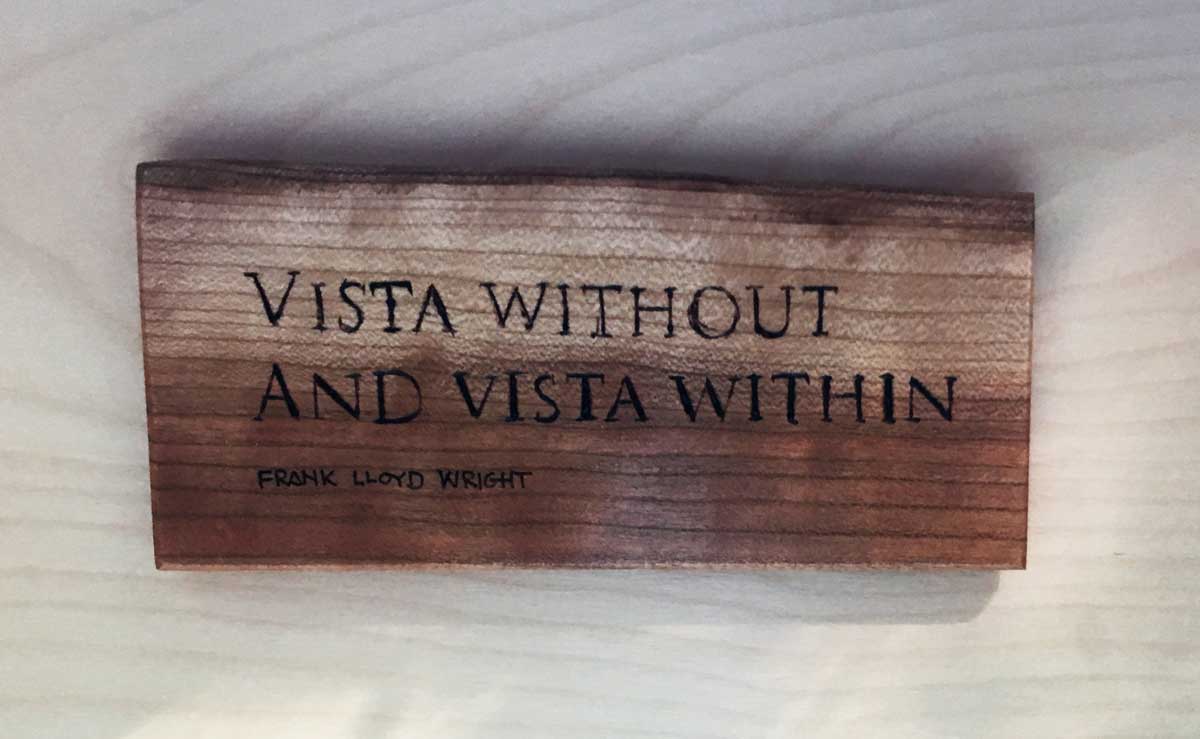 VISTA WITHOUT
AND VISTA WITHIN
FRANK LLOYD WRIGHT